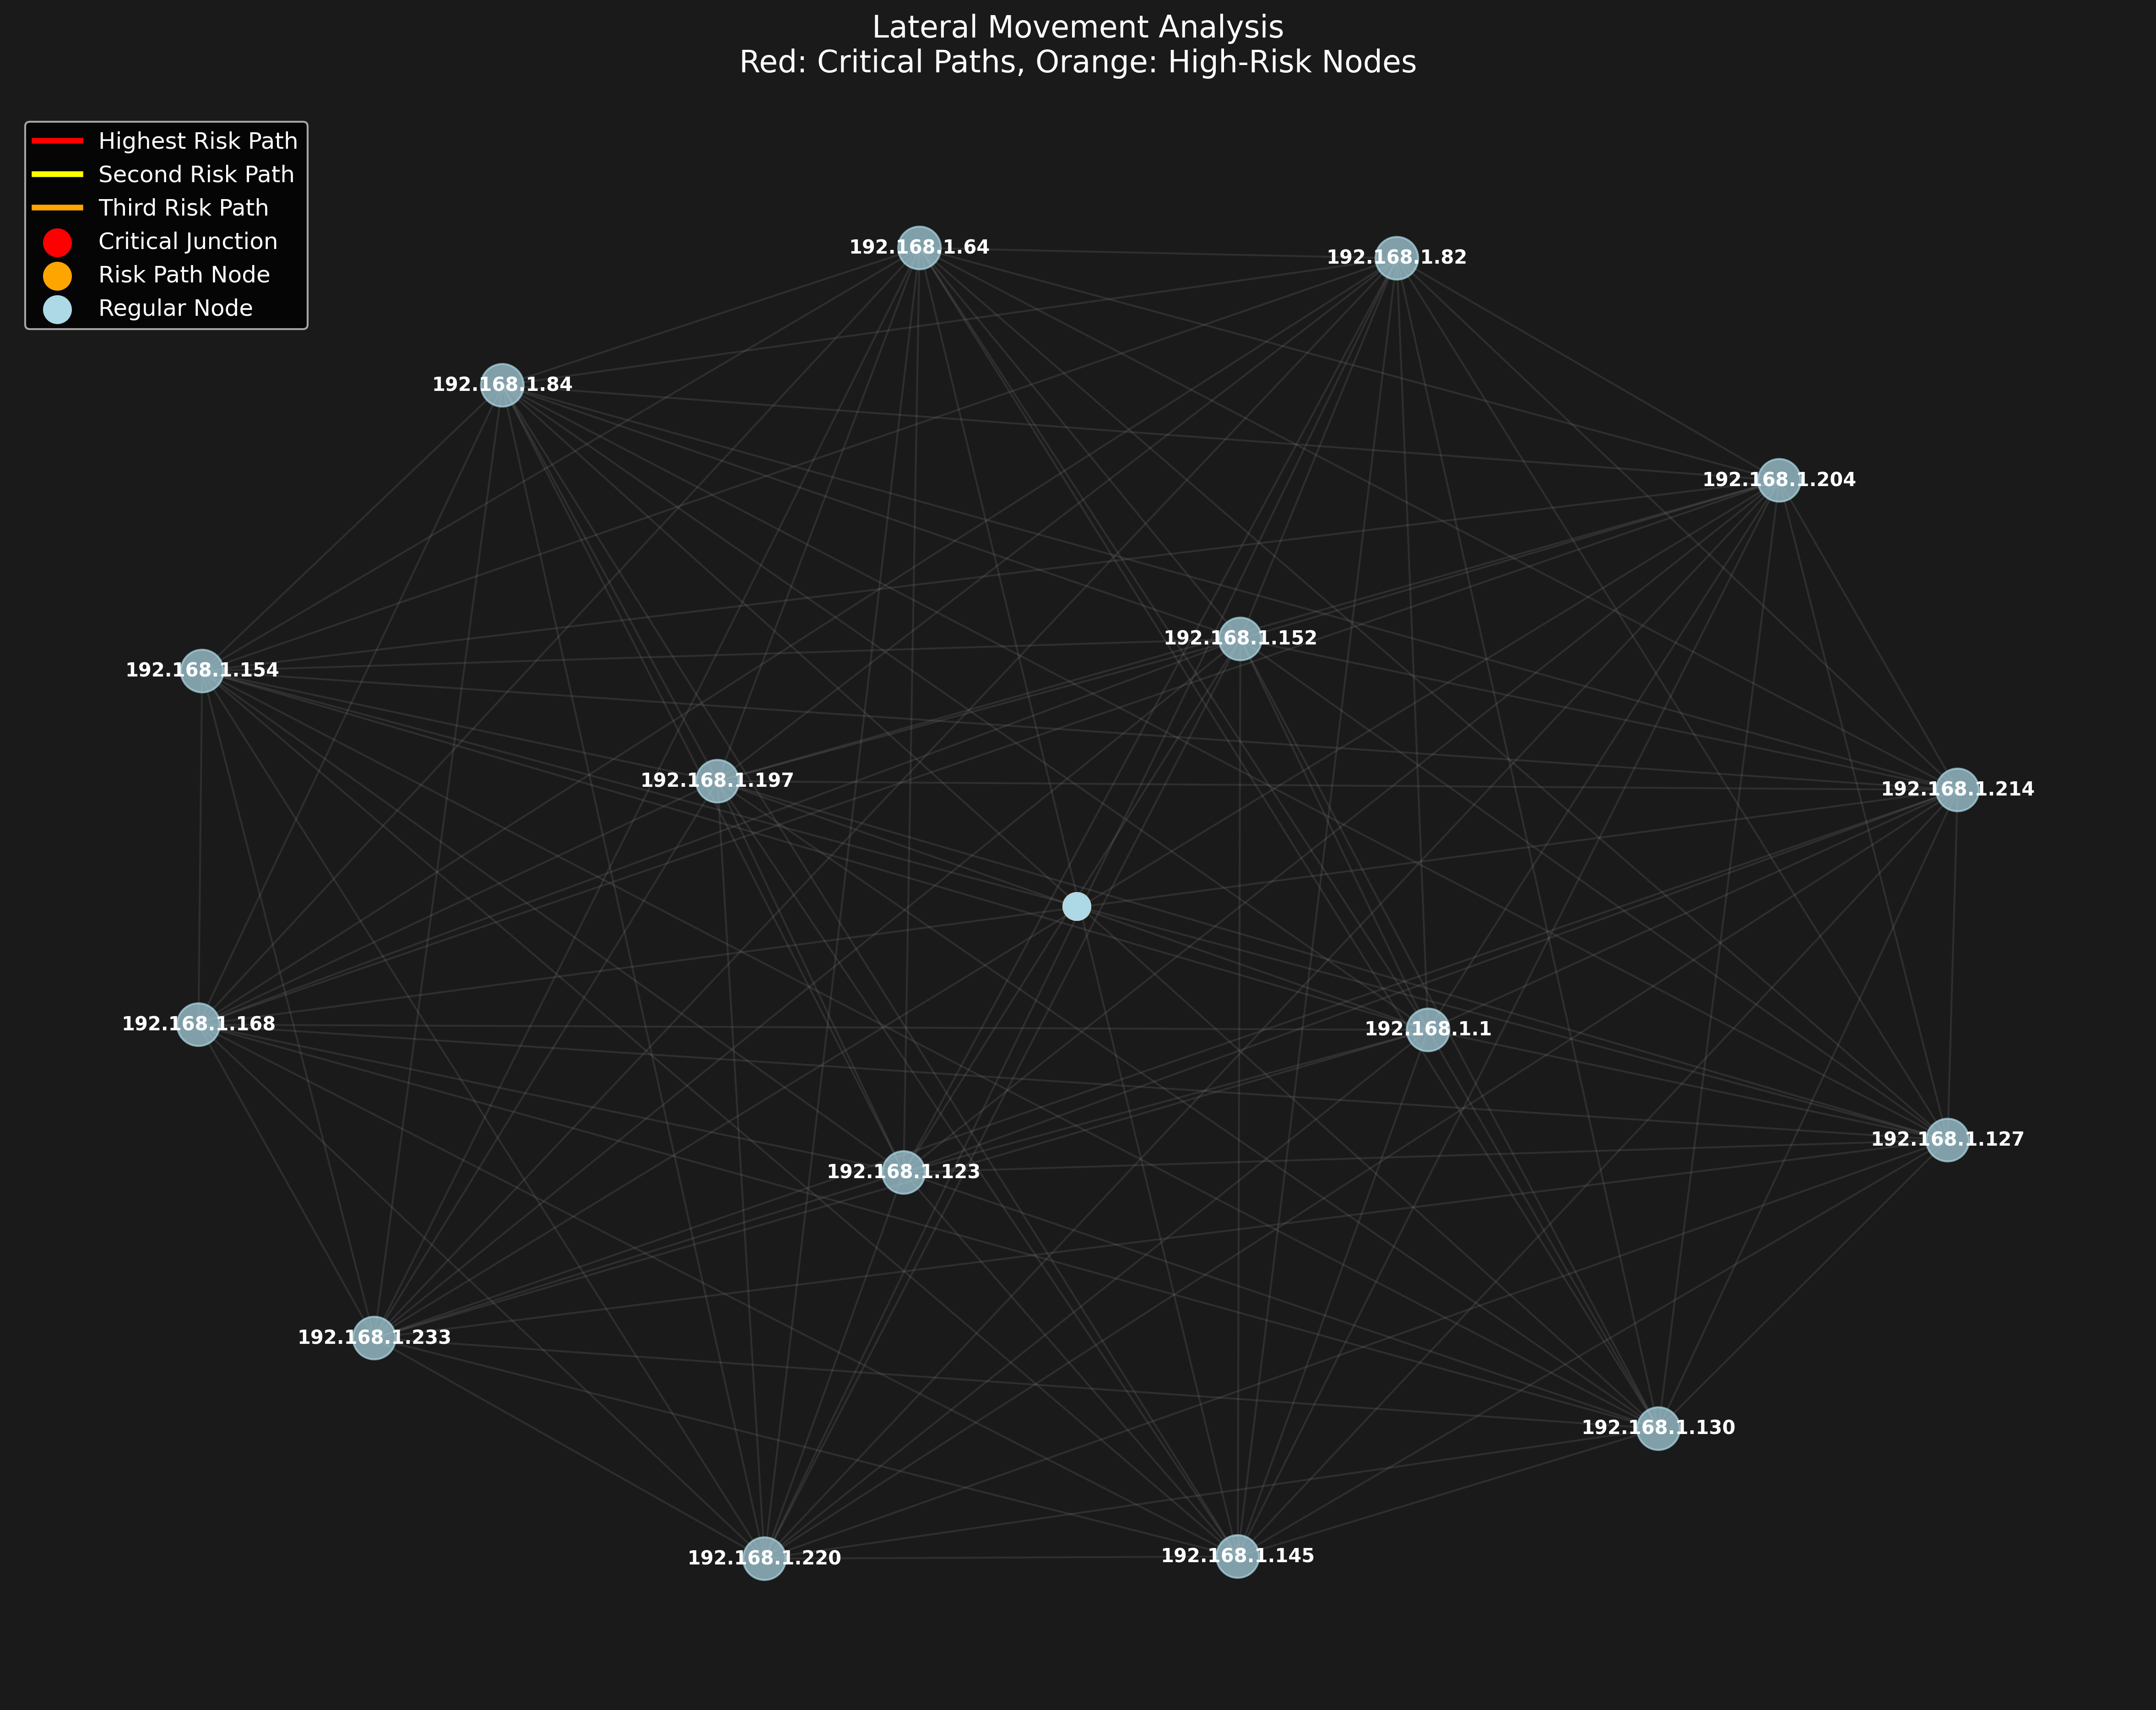 Lateral Movement Analysis
Red: Critical Paths, Orange: High-Risk Nodes
Highest Risk Path
Second Risk Path
Third Risk Path
Critical Junction
Risk Path Node
Regular Node
192.168.1.64
192.168.1.82
192.168.1.84
192.168.1.204
192.168.1.152
192.168.1.154
192.168.1.197
192.168.1.214
192.168.1.168
192.168.1.1
192.168.1.127
192.168.1.123
192.168.1.233
192.168.1.130
192.168.1.220
192.168.1.145